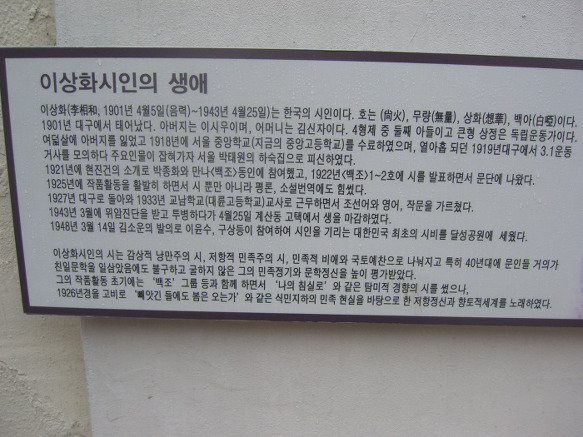 이상화시인의 생애
이상화(李相和, 1901년 4월5일(음력)~1943년 4월25일)는 한국의 시인이다. 호는 (尙火), 무량(無量), 상화(想華), 백아(白啞)이다.
1901년 대구에서 태어났다. 아버지는 이시우이며, 어머니는 김신자이다. 4형제 중 둘째 아들이고 큰형 상정은 독립운동가이다.
여덟살에 아버지를 잃었고 1918년에 서울 중앙학교(지금의 중앙고등학교)를 수료하였으며, 열아홉 되던 1919년대구에서 3.1운동
거사를 모의하다 주요인물이 잡혀가자 서울 박태원의 하숙집으로 피신하였다.
1921년에 현진건의 소개로 박종화와 만나<백조>동인에 참여했고, 1922년<백조>1~2호에 시를 발표하면서 문단에 나왔다.
1925년에 작품활동을 활발히 하면서 시 뿐만 아니라 평론, 소설번역에도 힘썼다.
1927년 대구로 돌아와 1933년 교남학교(대륜고등학교)교사로 근무하면서 조선어와 영어, 작문을 가르쳤다.
1943년 3월에 위암진단을 받고 투병하다가 4월25일 계산동 고택에서 생을 마감하였다.
1948년 3월 14일 김소운의 발의로 이윤수, 구상등이 참여하여 시인을 기리는 대한민국 최초의 시비를 달성공원에 세웠다.
이상화시인의 시는 감상적 낭만주의 시, 저항적 민족주의 시, 민족적 비애와 국토예찬으로 나눠지고 특히 40년대에 문인들 거의가
친일문학을 일삼았음에도 불구하고 굴하지 않은 그의 민족정기와 문학정신을 높이 평가받았다.
그의 작품활동 초기에는 '백조' 그룹 등과 함께 하면서 '나의 침실로' 와 같은 탐미적 경향의 시를 썼으나,
1926년경을 고비로 '빼앗긴 들에도 봄은 오는가' 와 같은 식민지하의 민족 현실을 바탕으로 한 저항정신과 향토적세계를 노래하였다.